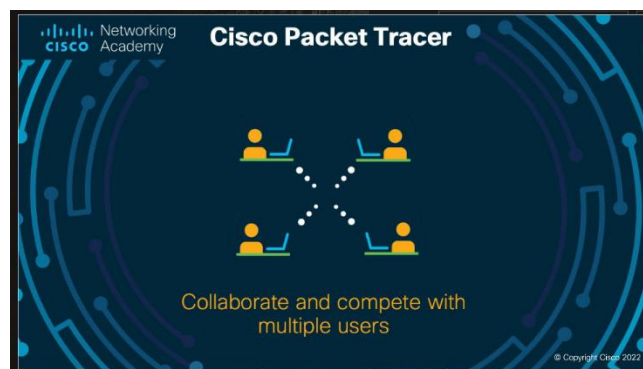 Networking
CISCO Academy
Cisco Packet Tracer
Collaborate and compete with
multiple users
© Copyright Cisco 2022